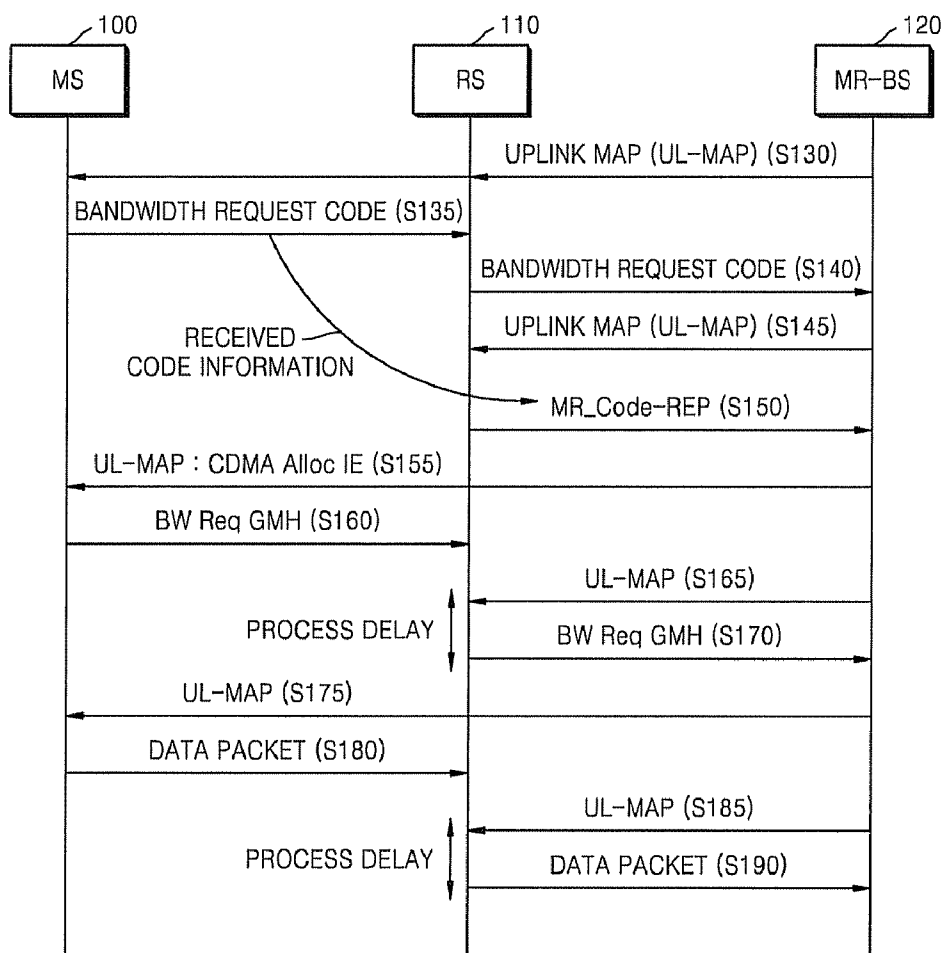 100
110
120
MS
RS
MR-BS
UPLINK MAP (UL-MAP) (S130)
BANDWIDTH REQUEST CODE (S135)
BANDWIDTH REQUEST CODE (S140)
UPLINK MAP (UL-MAP) (S145)
RECEIVED
CODE INFORMATION
MR_Code-REP (S150)
UL-MAP : CDMA Alloc IE (S155)
BW Req GMH (S160)
UL-MAP (S165)
PROCESS DELAY
BW Req GMH (S170)
UL-MAP (S175)
DATA PACKET (S180)
UL-MAP (S185)
PROCESS DELAY
DATA PACKET (S190)